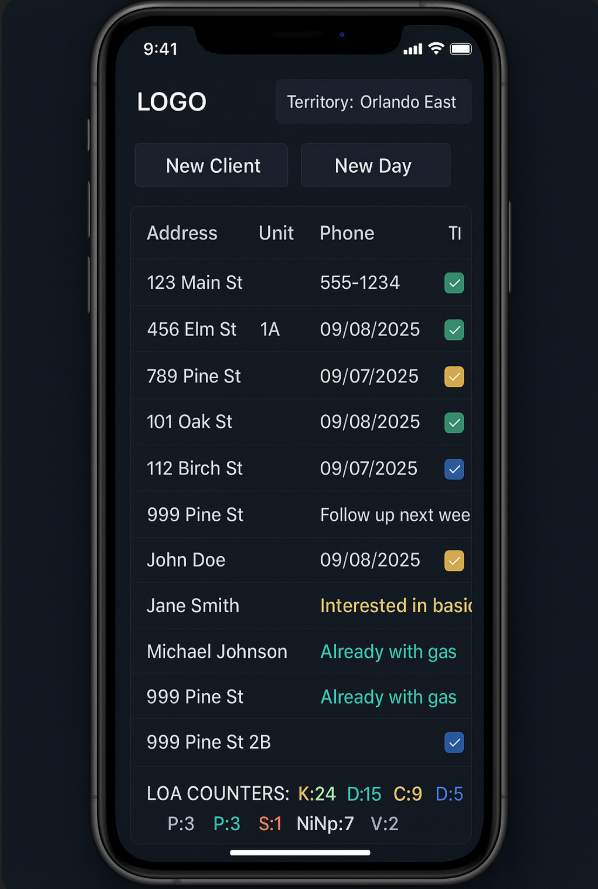 9:41
LOGO Territory: Orlando East
New Client New Day
Address Unit Phone TI
123 Main St 555-1234
456 Elm St 1A 09/08/2025
789 Pine St 09/07/2025
101 Oak St 09/08/2025
112 Birch St 09/07/2025
999 Pine St Follow up next wee
John Doe 09/08/2025
Jane Smith Interested in basic
Michael Johnson Already with gas
999 Pine St Already with gas
999 Pine St 2B
LOA COUNTERS: K:24 D:15 C:9 D:5
P:3 P:3 S:1 NiNp:7 V:2